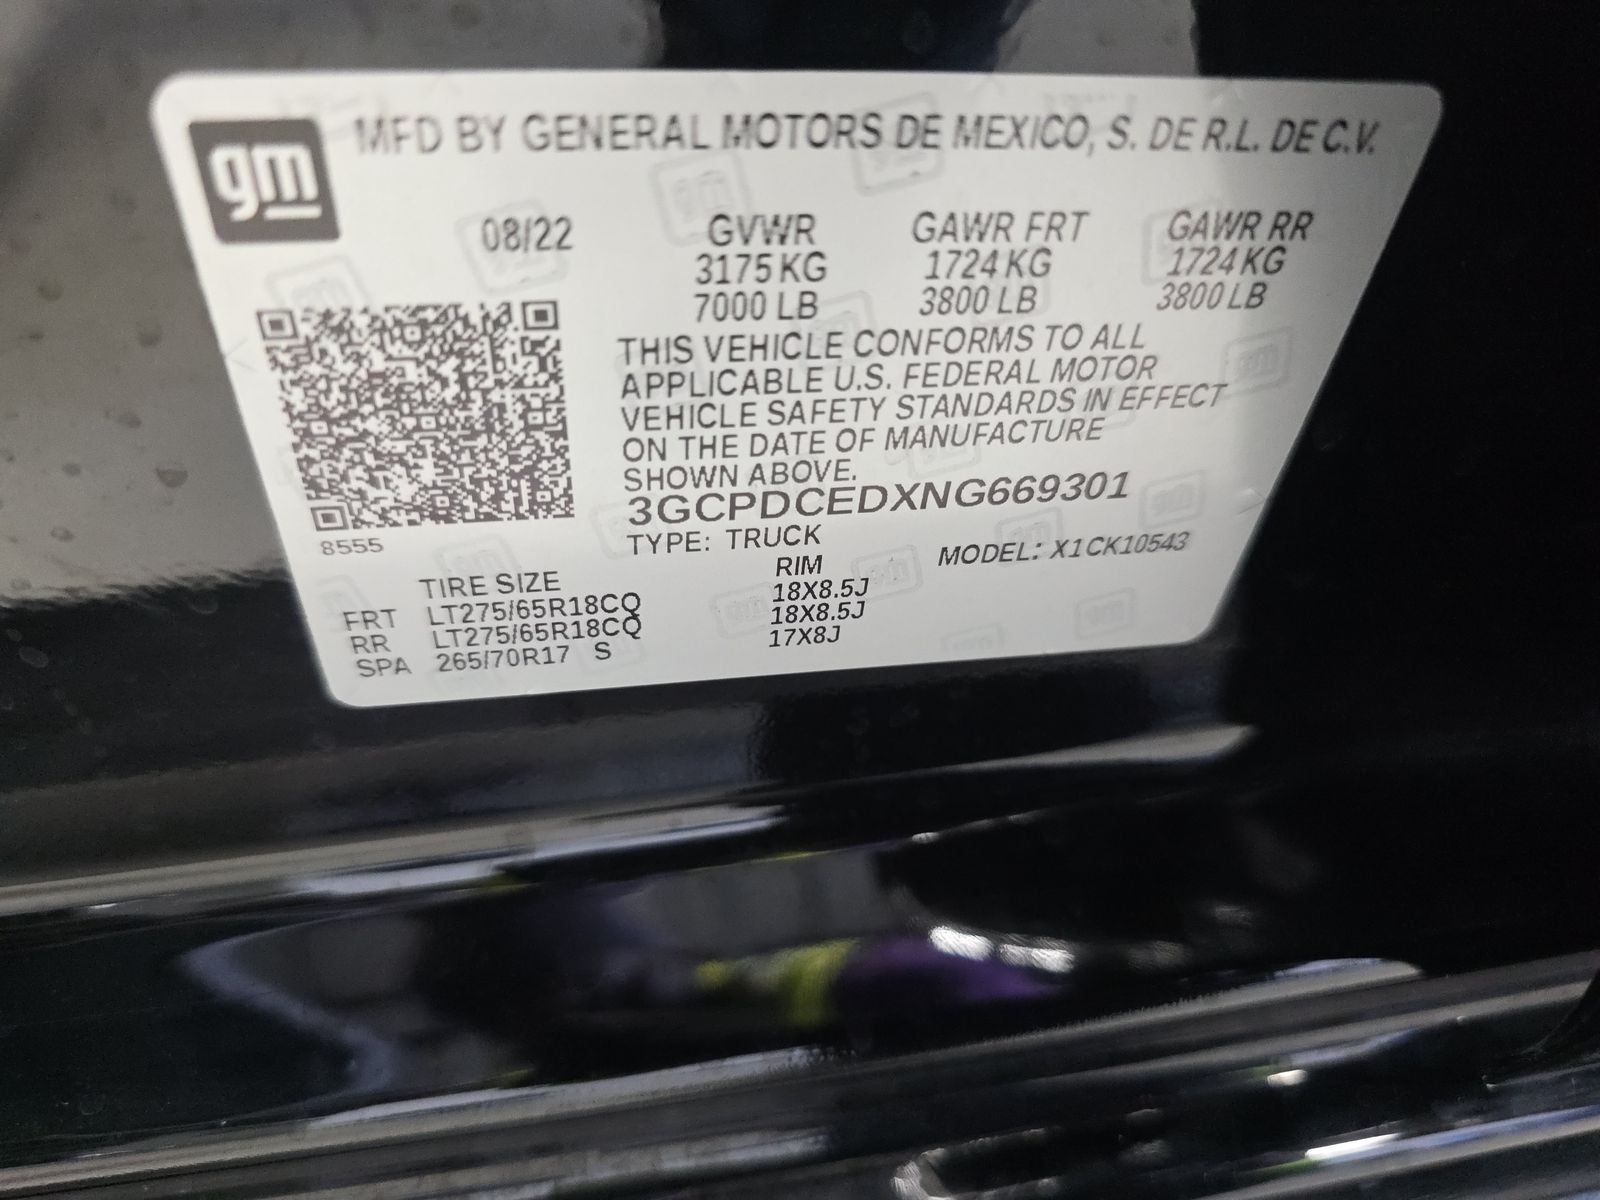 gm
MFD BY GENERAL MOTORS DE MEXICO, S. DE R.L. DE C.V.
08/22 GVWR GAWR FRT GAWR RR
3175 KG 1724 KG 1724 KG
7000 LB 3800 LB 3800 LB
THIS VEHICLE CONFORMS TO ALL
APPLICABLE U.S. FEDERAL MOTOR
VEHICLE SAFETY STANDARDS IN EFFECT
ON THE DATE OF MANUFACTURE
SHOWN ABOVE.
3GCPDCEDXNG669301
8555
TYPE: TRUCK MODEL: X1CK10543
TIRE SIZE RIM
FRT LT275/65R18CQ 18X8.5J
RR LT275/65R18CQ 18X8.5J
SPA 265/70R17 S 17X8J